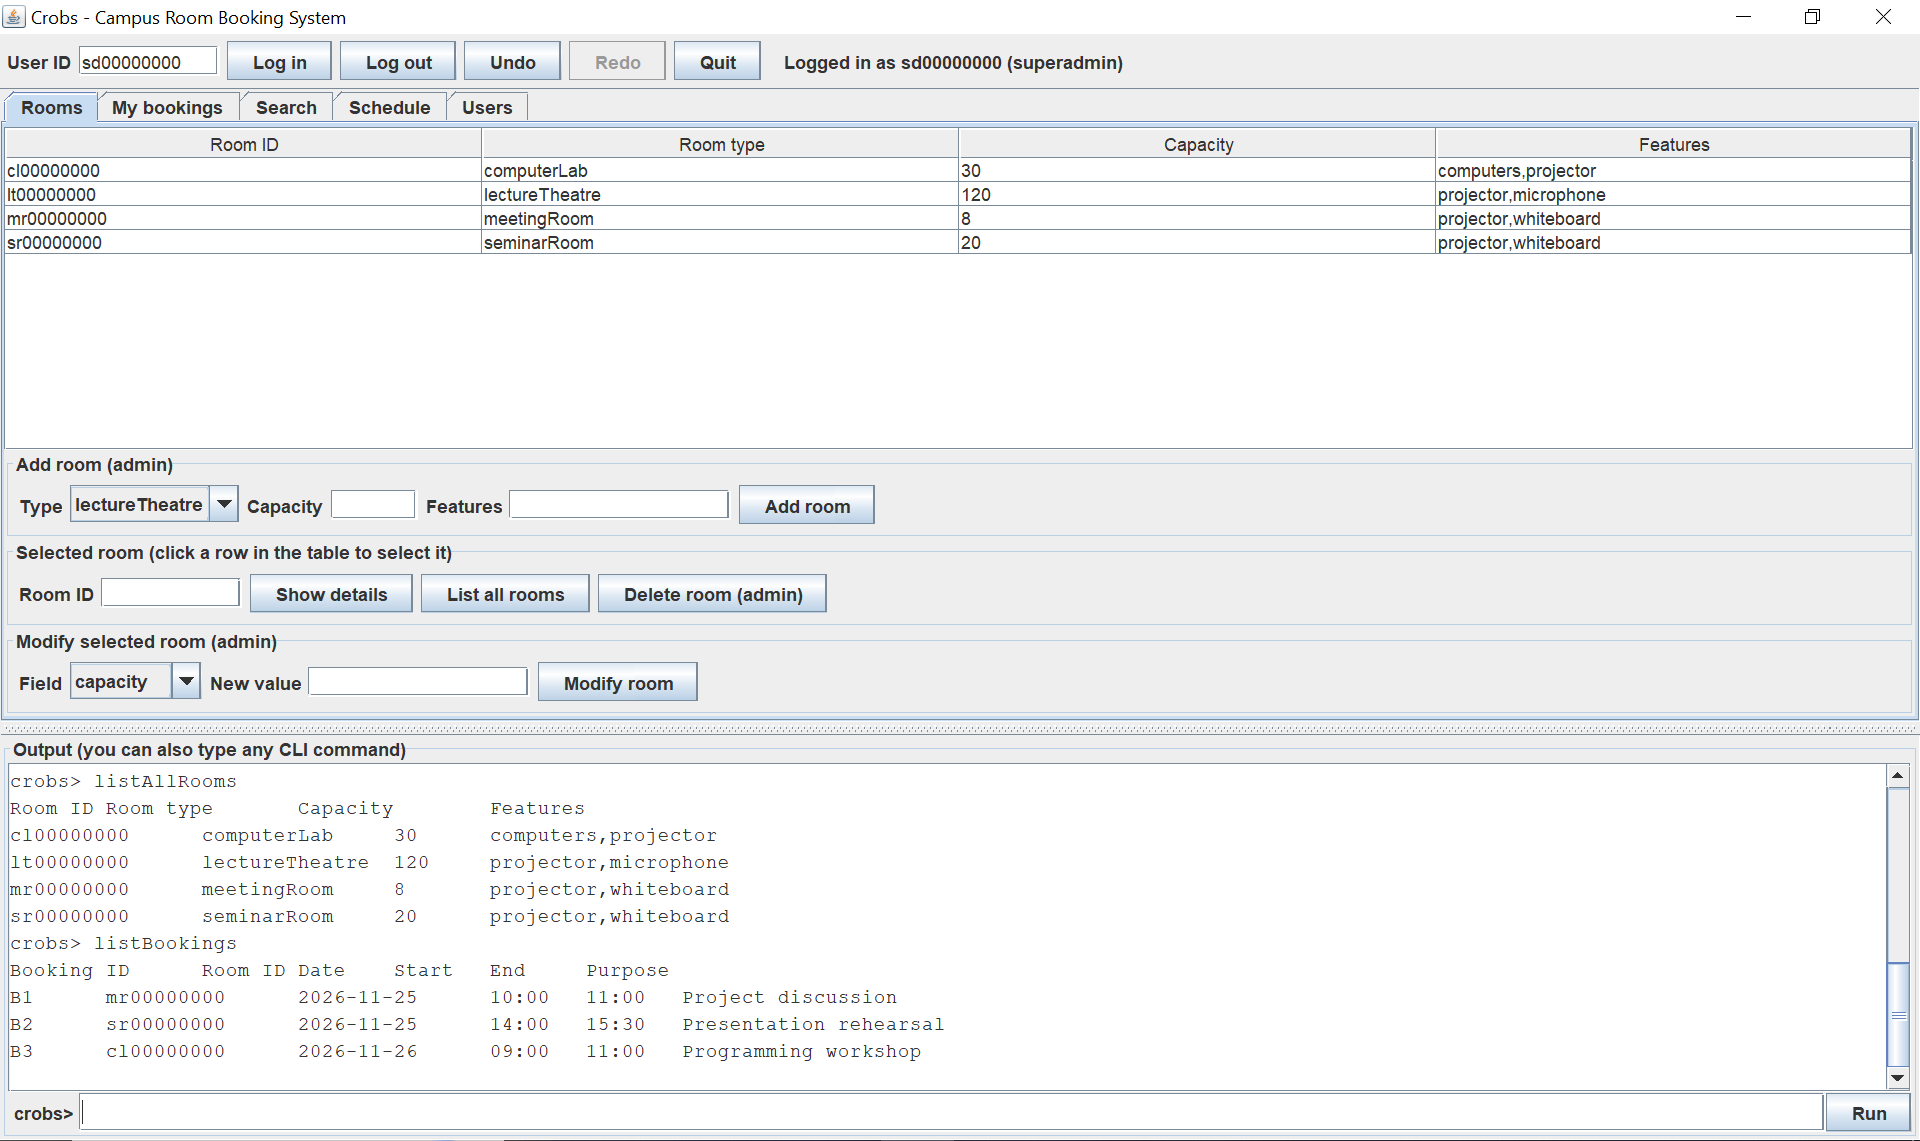 Crobs - Campus Room Booking System
User ID sd00000000 Log in Log out Undo Redo Quit Logged in as sd00000000 (superadmin)
Rooms My bookings Search Schedule Users
Room ID Room type Capacity Features
cl00000000 computerLab 30 computers,projector
lt00000000 lectureTheatre 120 projector,microphone
mr00000000 meetingRoom 8 projector,whiteboard
sr00000000 seminarRoom 20 projector,whiteboard
Add room (admin)
Type lectureTheatre Capacity Features Add room
Selected room (click a row in the table to select it)
Room ID Show details List all rooms Delete room (admin)
Modify selected room (admin)
Field capacity New value Modify room
Output (you can also type any CLI command)
crobs> listAllRooms
Room ID Room type Capacity Features
cl00000000 computerLab 30 computers,projector
lt00000000 lectureTheatre 120 projector,microphone
mr00000000 meetingRoom 8 projector,whiteboard
sr00000000 seminarRoom 20 projector,whiteboard
crobs> listBookings
Booking ID Room ID Date Start End Purpose
B1 mr00000000 2026-11-25 10:00 11:00 Project discussion
B2 sr00000000 2026-11-25 14:00 15:30 Presentation rehearsal
B3 cl00000000 2026-11-26 09:00 11:00 Programming workshop
crobs> Run